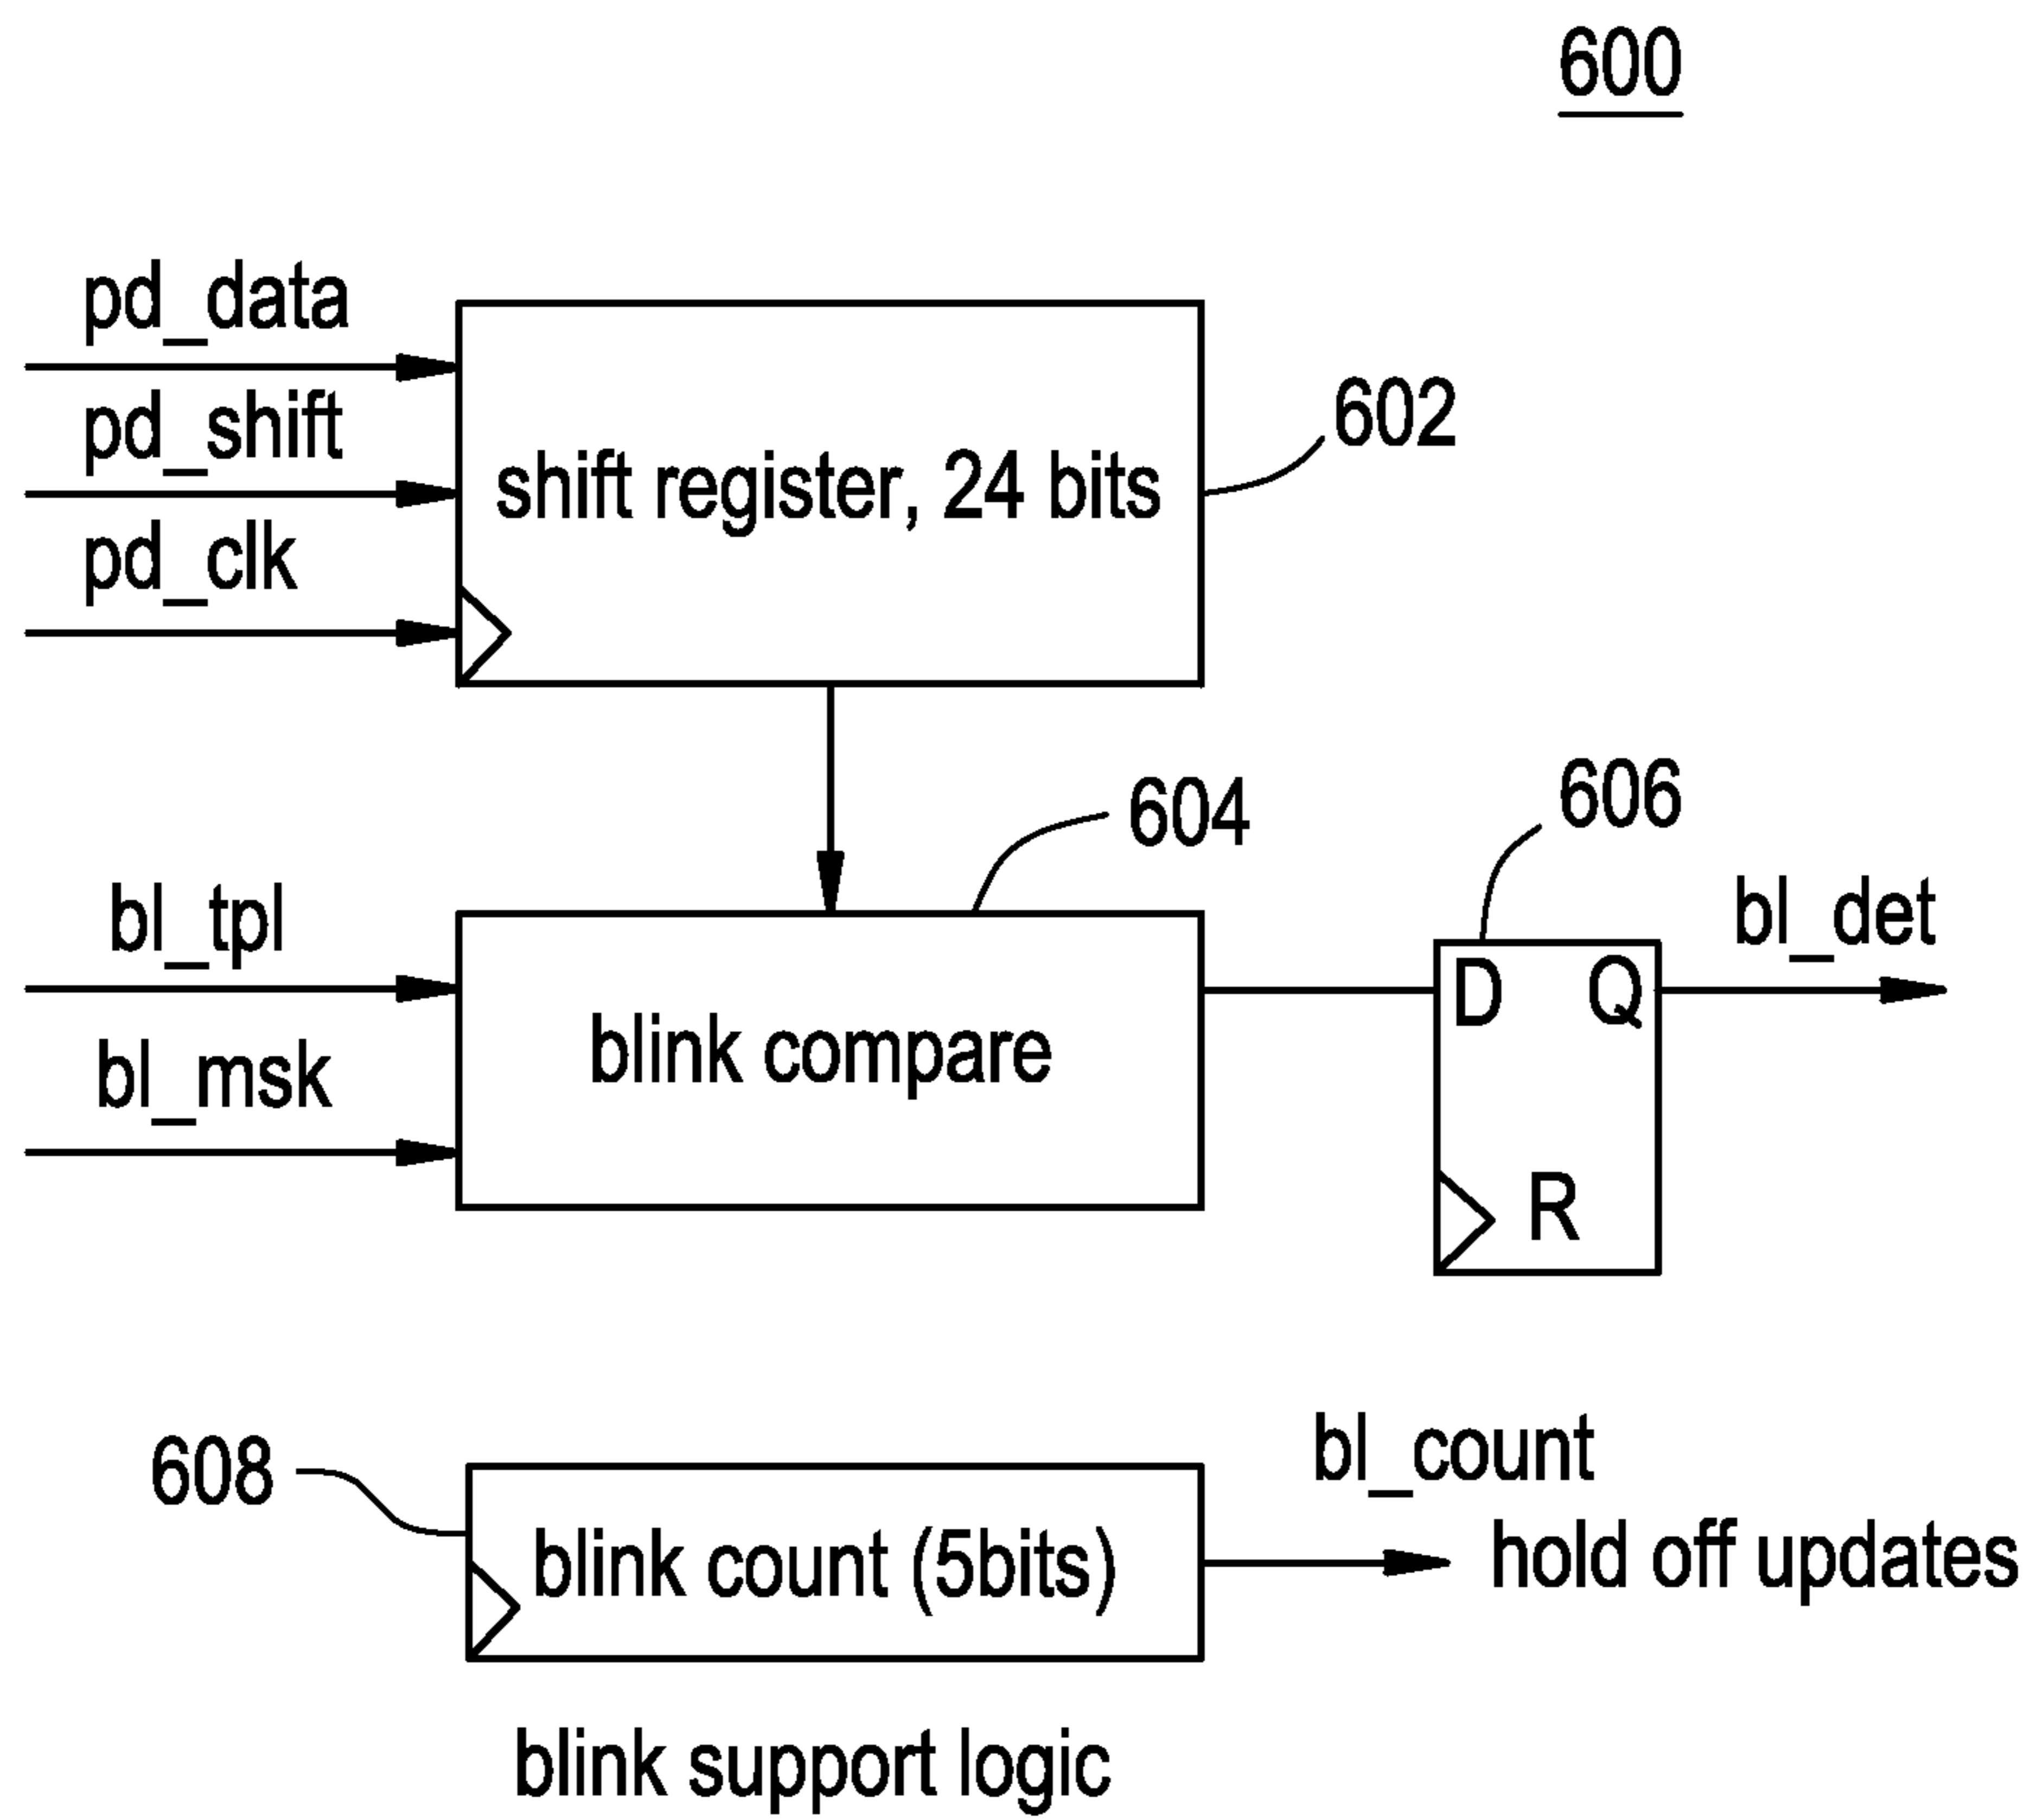 600
pd_data
pd_shift
pd_clk
shift register, 24 bits
602
604
606
bl_tpl
bl_msk
blink compare
D Q
R
bl_det
608
blink count (5bits)
bl_count
hold off updates
blink support logic